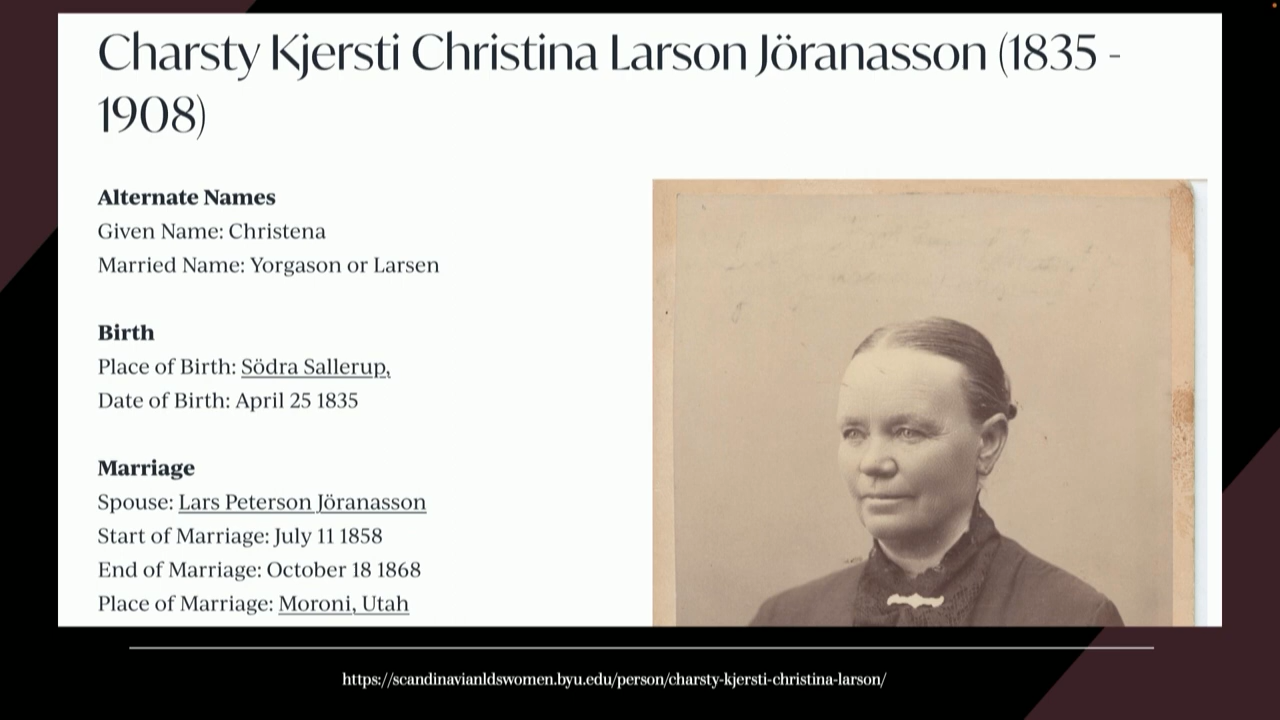 Charsty Kjersti Christina Larson Jöranasson (1835 -
1908)
Alternate Names
Given Name: Christena
Married Name: Yorgason or Larsen
Birth
Place of Birth: Södra Sallerup,
Date of Birth: April 25 1835
Marriage
Spouse: Lars Peterson Jöranasson
Start of Marriage: July 11 1858
End of Marriage: October 18 1868
Place of Marriage: Moroni, Utah
https://scandinavianldswomen.byu.edu/person/charsty-kjersti-christina-larson/